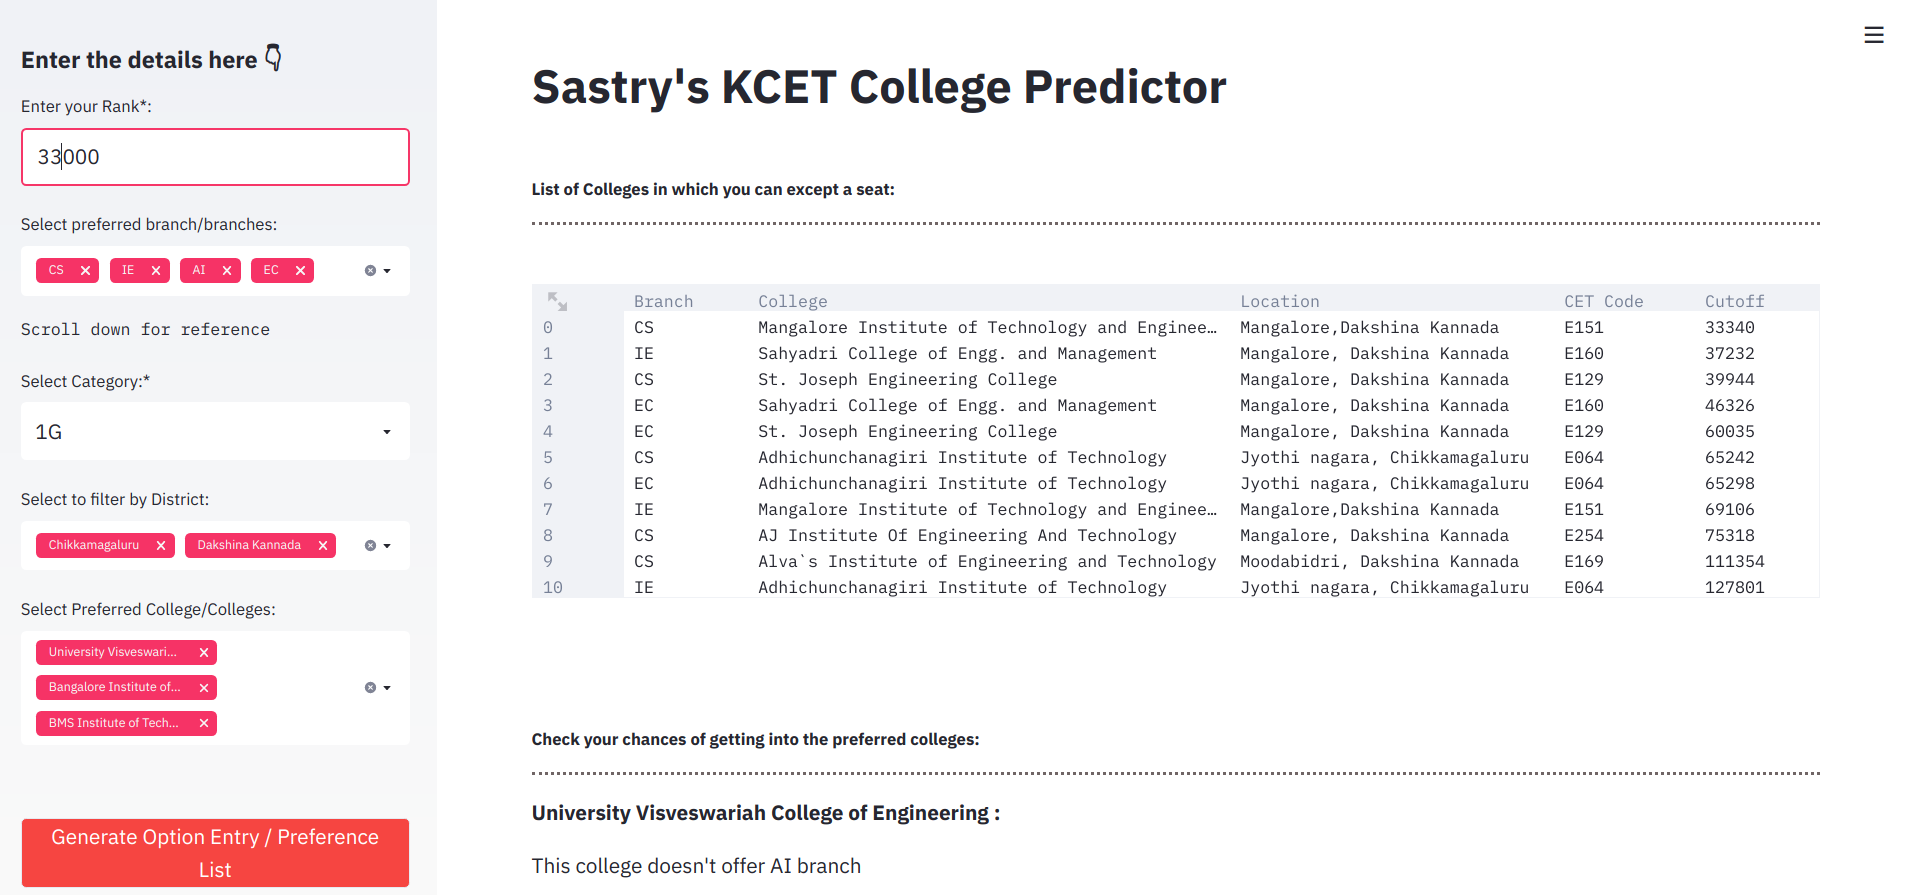 Enter the details here 👇
Enter your Rank*:
33000
Select preferred branch/branches:
CS IE AI EC
Scroll down for reference
Select Category:*
1G
Select to filter by District:
Chikkamagaluru Dakshina Kannada
Select Preferred College/Colleges:
University Visveswari...
Bangalore Institute of...
BMS Institute of Tech...
Generate Option Entry / Preference
List
Sastry's KCET College Predictor
List of Colleges in which you can except a seat:
Branch College Location CET Code Cutoff
0 CS Mangalore Institute of Technology and Enginee… Mangalore,Dakshina Kannada E151 33340
1 IE Sahyadri College of Engg. and Management Mangalore, Dakshina Kannada E160 37232
2 CS St. Joseph Engineering College Mangalore, Dakshina Kannada E129 39944
3 EC Sahyadri College of Engg. and Management Mangalore, Dakshina Kannada E160 46326
4 EC St. Joseph Engineering College Mangalore, Dakshina Kannada E129 60035
5 CS Adhichunchanagiri Institute of Technology Jyothi nagara, Chikkamagaluru E064 65242
6 EC Adhichunchanagiri Institute of Technology Jyothi nagara, Chikkamagaluru E064 65298
7 IE Mangalore Institute of Technology and Enginee… Mangalore,Dakshina Kannada E151 69106
8 CS AJ Institute Of Engineering And Technology Mangalore, Dakshina Kannada E254 75318
9 CS Alva`s Institute of Engineering and Technology Moodabidri, Dakshina Kannada E169 111354
10 IE Adhichunchanagiri Institute of Technology Jyothi nagara, Chikkamagaluru E064 127801
Check your chances of getting into the preferred colleges:
University Visveswariah College of Engineering :
This college doesn't offer AI branch